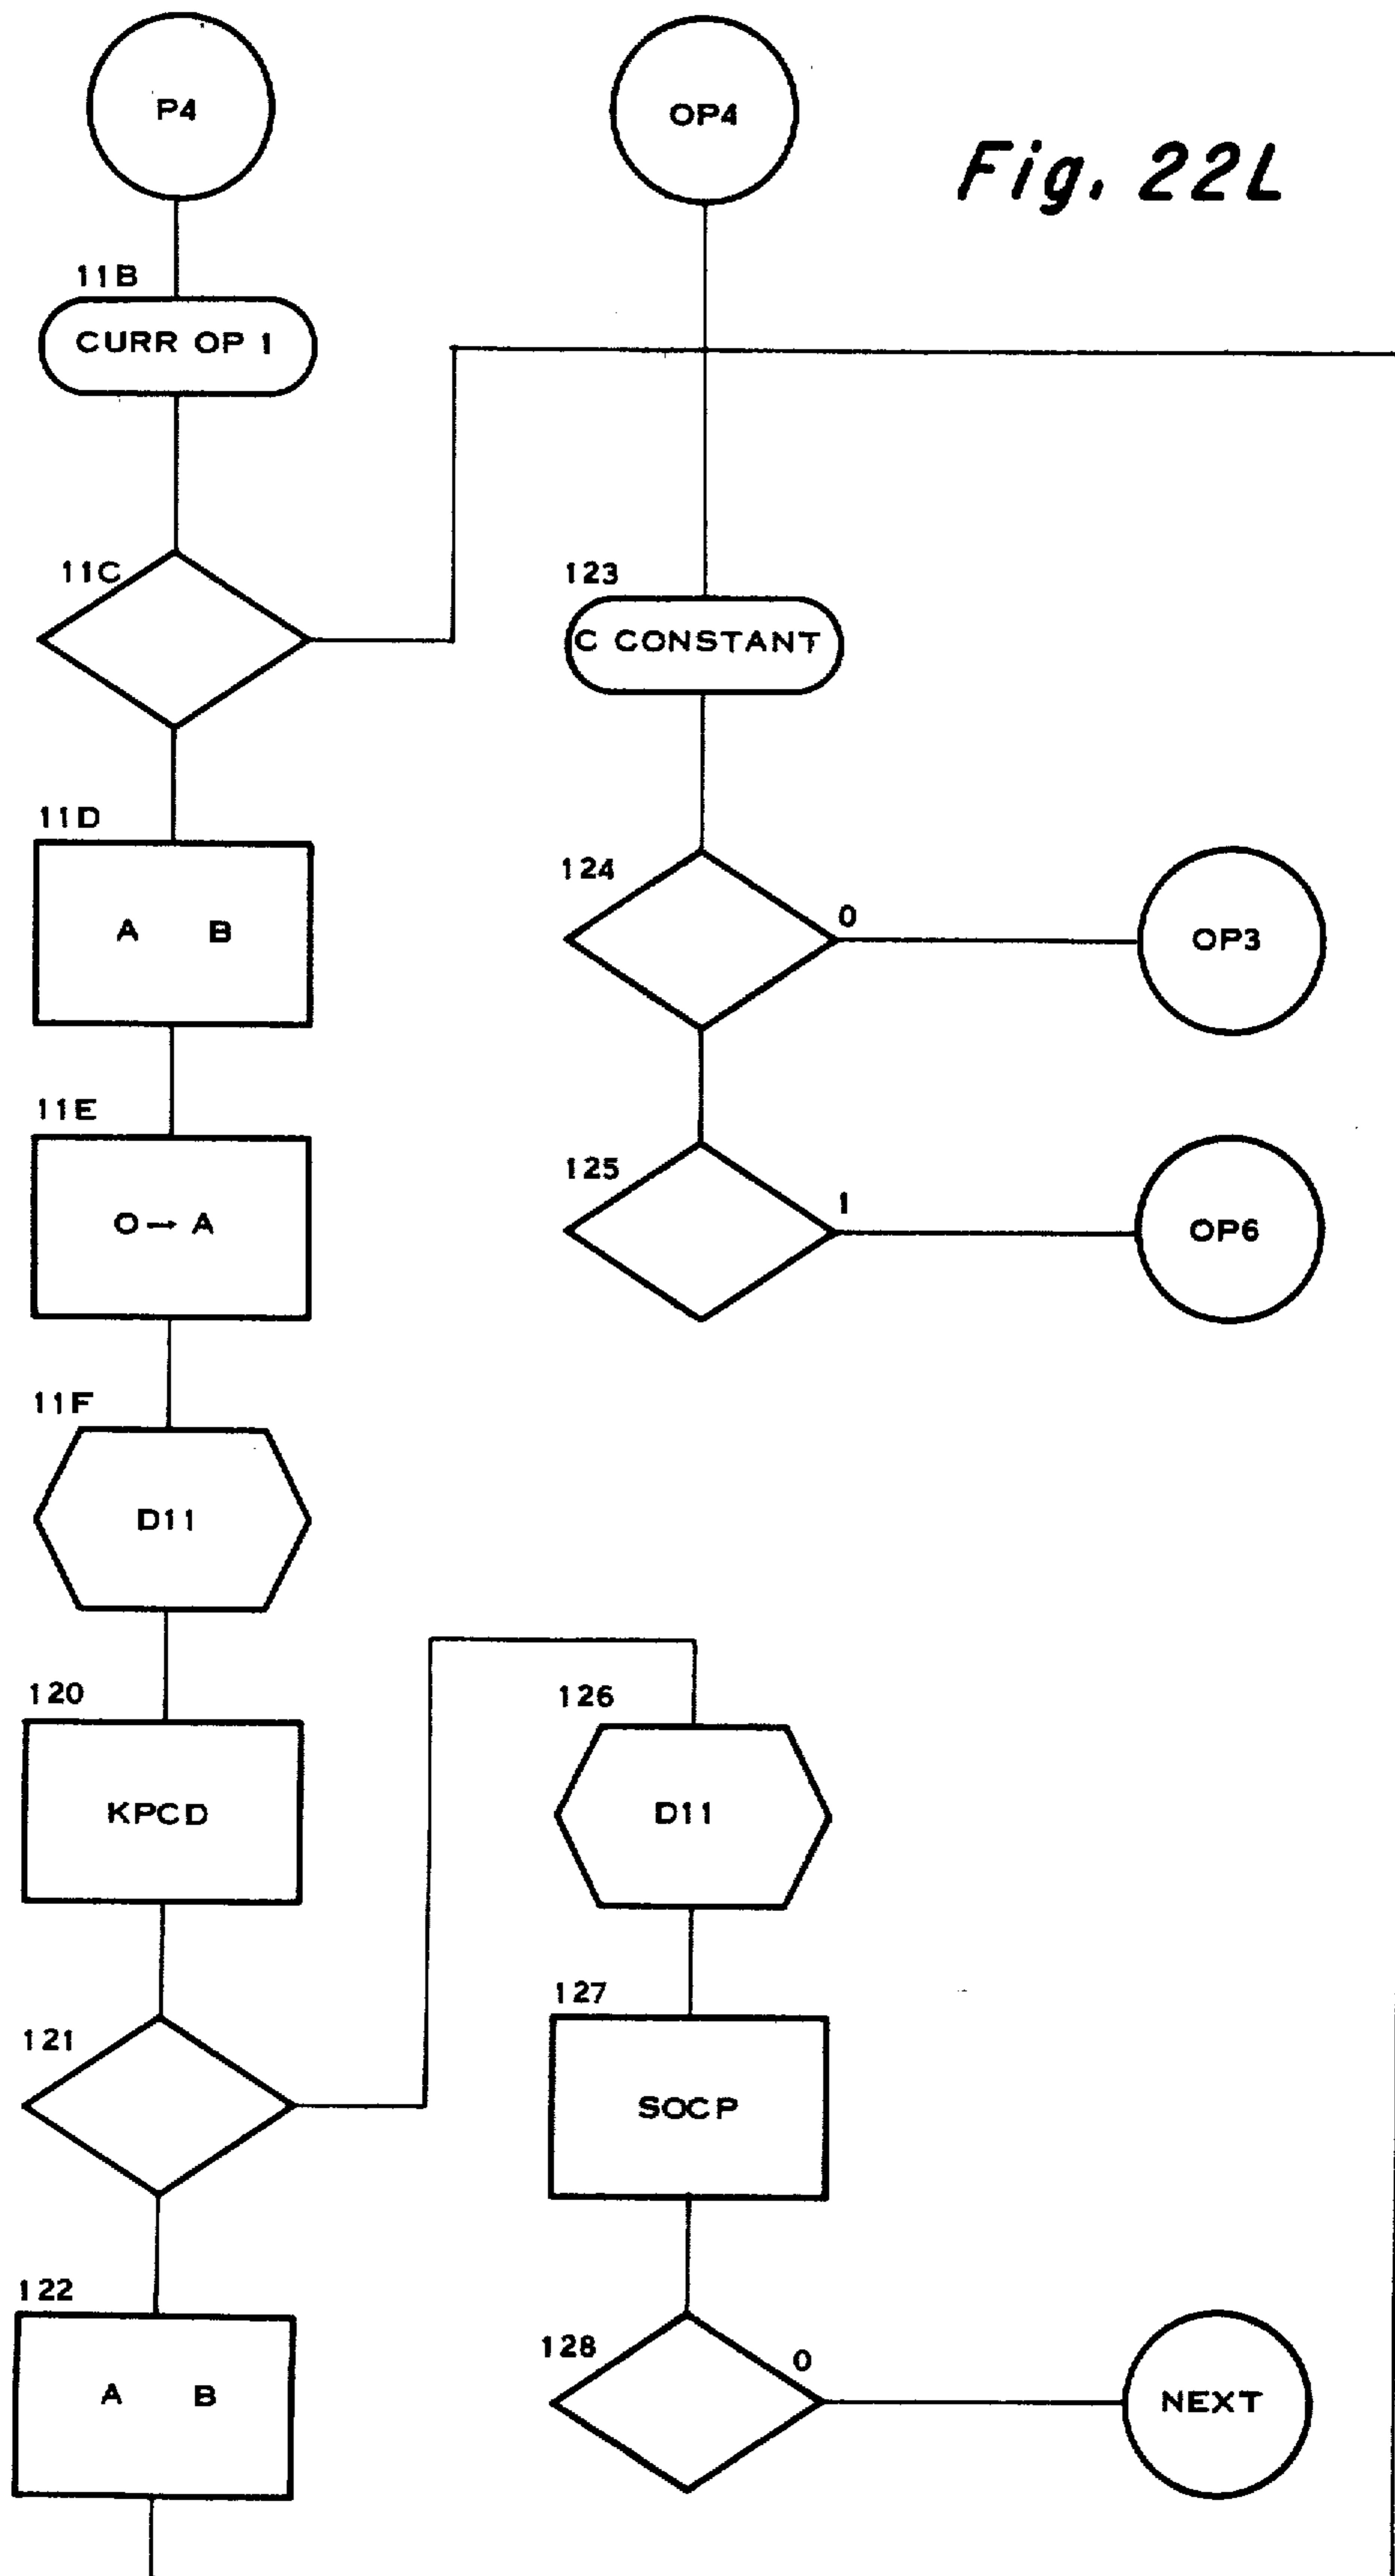 P4
OP4
Fig. 22L
11B
CURR OP 1
11C
123
C CONSTANT
11D
A B
124
0
OP3
11E
O→ A
125
1
OP6
11F
D11
120
KPCD
126
D11
121
127
SOCP
122
A B
128
0
NEXT